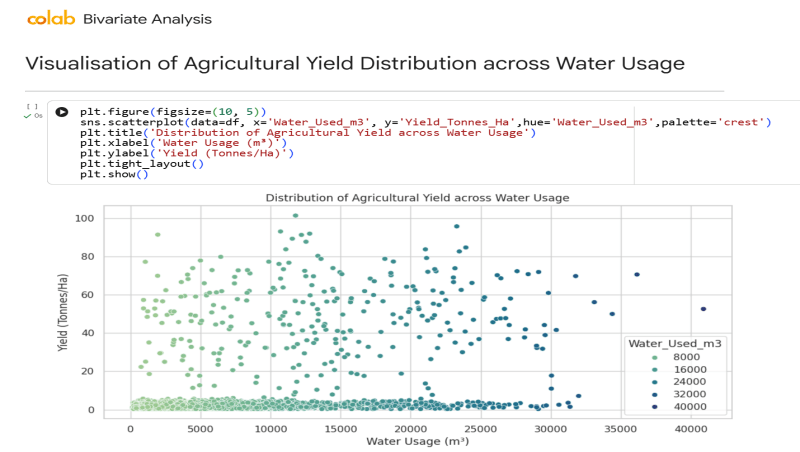 colab Bivariate Analysis
Visualisation of Agricultural Yield Distribution across Water Usage
[ ]
✓ 0s
plt.figure(figsize=(10, 5))
sns.scatterplot(data=df, x='Water_Used_m3', y='Yield_Tonnes_Ha',hue='Water_Used_m3',palette='crest')
plt.title('Distribution of Agricultural Yield across Water Usage')
plt.xlabel('Water Usage (m³)')
plt.ylabel('Yield (Tonnes/Ha)')
plt.tight_layout()
plt.show()
Distribution of Agricultural Yield across Water Usage
Yield (Tonnes/Ha)
100
80
60
40
20
0
Water_Used_m3
8000
16000
24000
32000
40000
0 5000 10000 15000 20000 25000 30000 35000 40000
Water Usage (m³)